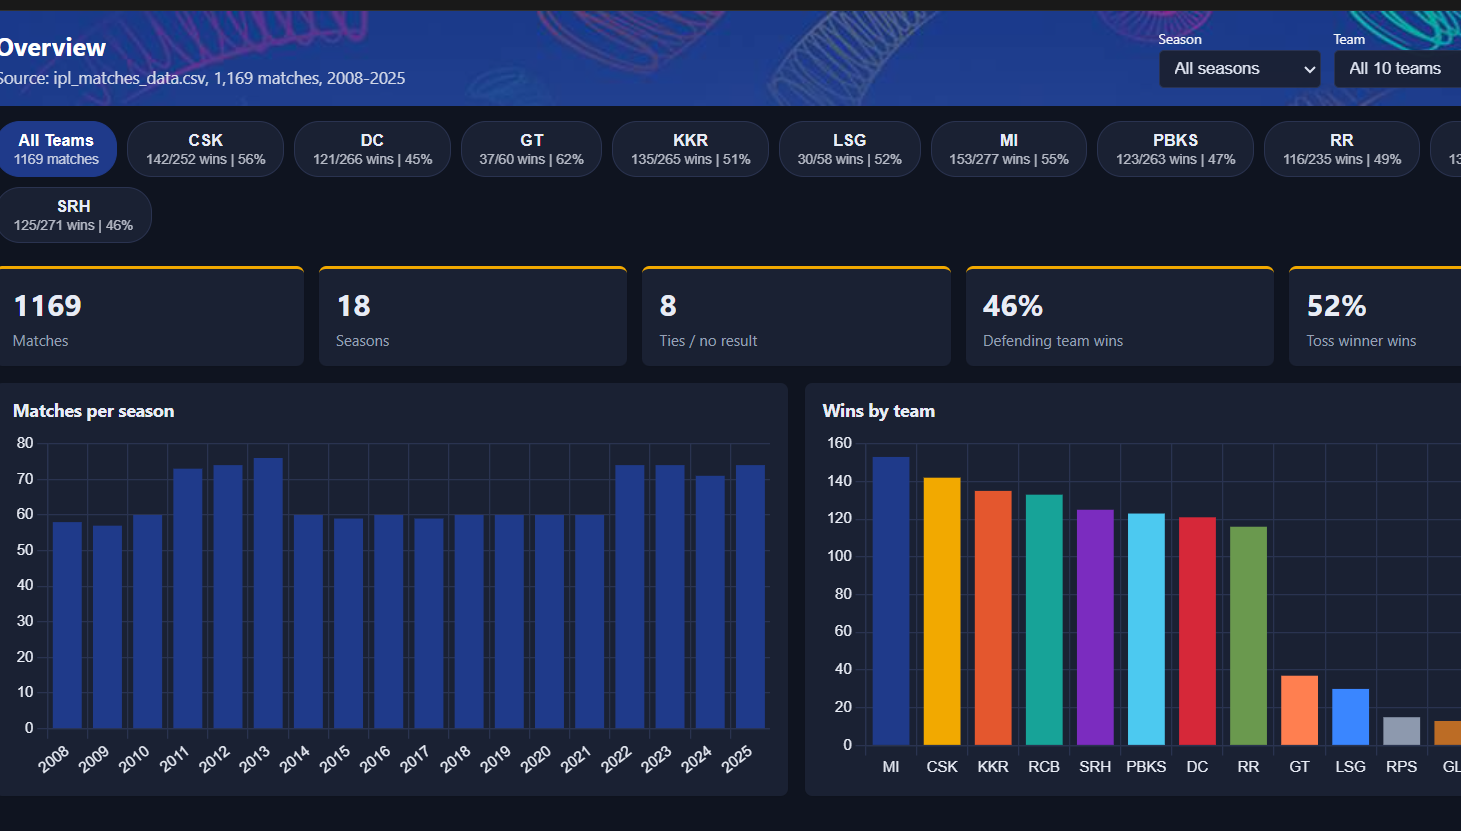 Overview
Source: ipl_matches_data.csv, 1,169 matches, 2008-2025
Season
Team
All seasons
All 10 teams
All Teams
1169 matches
CSK
142/252 wins | 56%
DC
121/266 wins | 45%
GT
37/60 wins | 62%
KKR
135/265 wins | 51%
LSG
30/58 wins | 52%
MI
153/277 wins | 55%
PBKS
123/263 wins | 47%
RR
116/235 wins | 49%
13
SRH
125/271 wins | 46%
1169
Matches
18
Seasons
8
Ties / no result
46%
Defending team wins
52%
Toss winner wins
Matches per season
80
70
60
50
40
30
20
10
0
2008 2009 2010 2011 2012 2013 2014 2015 2016 2017 2018 2019 2020 2021 2022 2023 2024 2025
Wins by team
160
140
120
100
80
60
40
20
0
MI CSK KKR RCB SRH PBKS DC RR GT LSG RPS GL